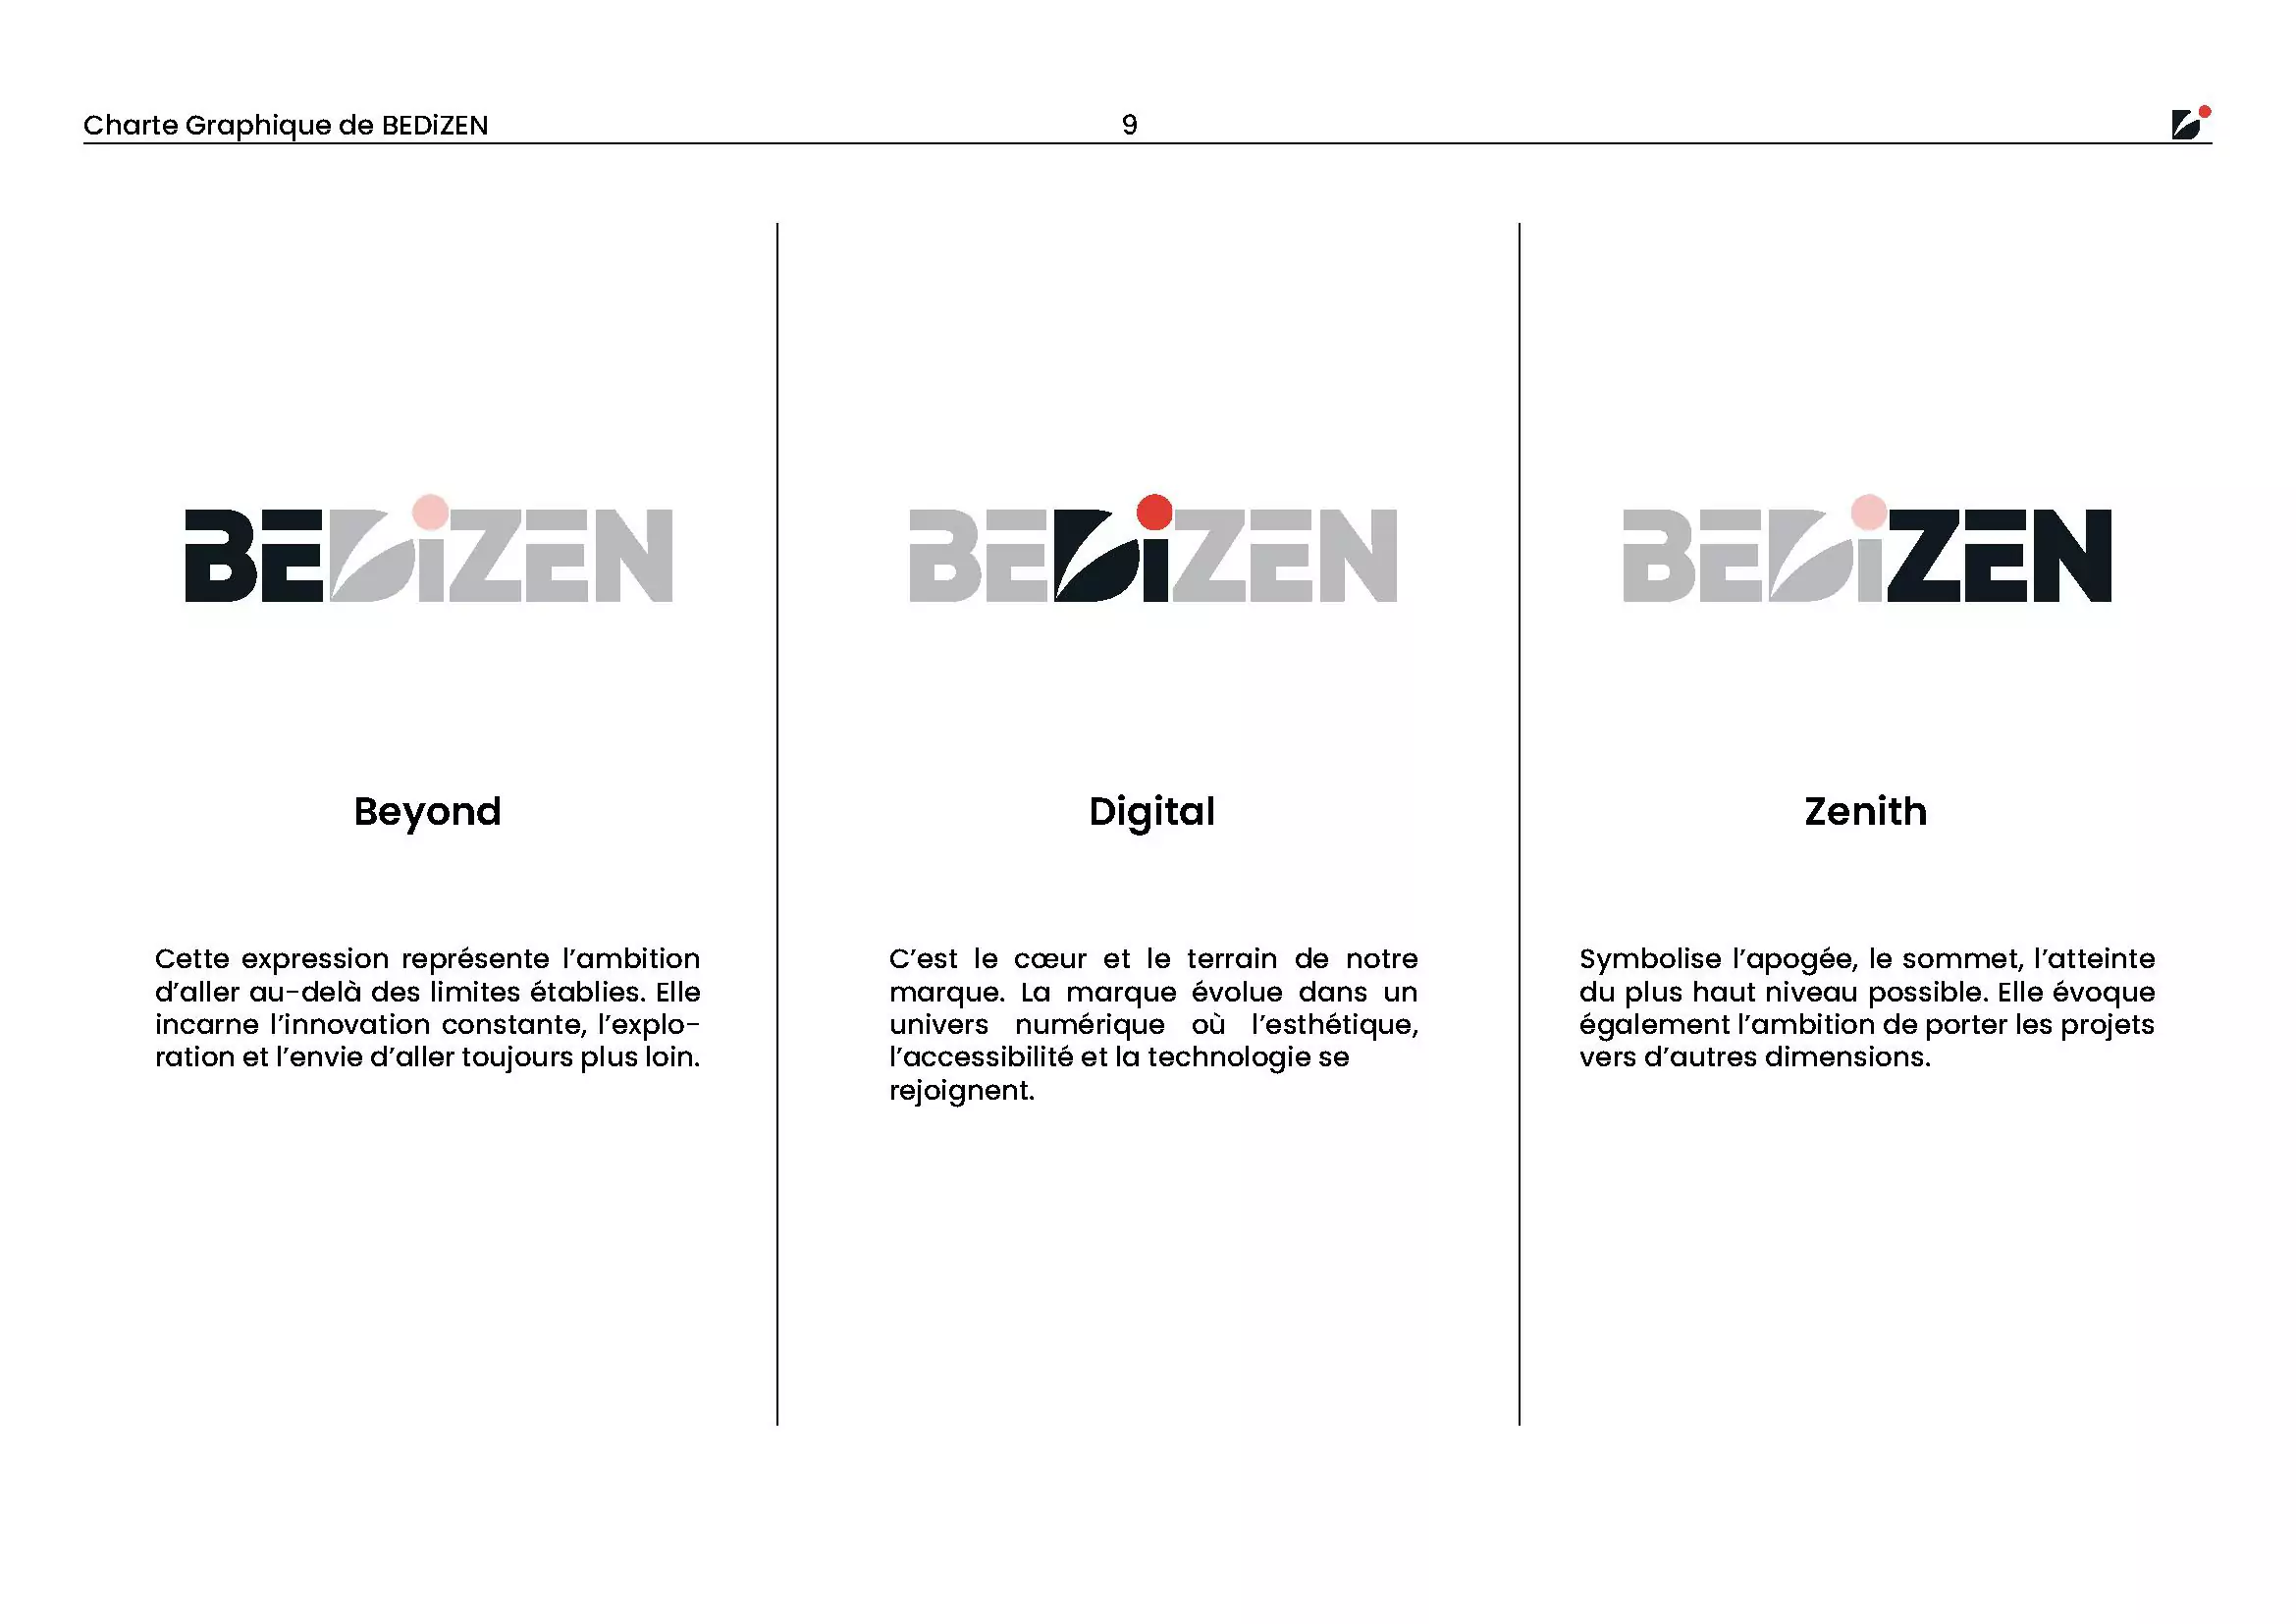 Charte Graphique de BEDiZEN
9
BEDiZEN
Beyond
Cette expression représente l’ambition
d’aller au-delà des limites établies. Elle
incarne l’innovation constante, l’explo-
ration et l’envie d’aller toujours plus loin.
BEDiZEN
Digital
C’est le cœur et le terrain de notre
marque. La marque évolue dans un
univers numérique où l’esthétique,
l’accessibilité et la technologie se
rejoignent.
BEDiZEN
Zenith
Symbolise l’apogée, le sommet, l’atteinte
du plus haut niveau possible. Elle évoque
également l’ambition de porter les projets
vers d’autres dimensions.